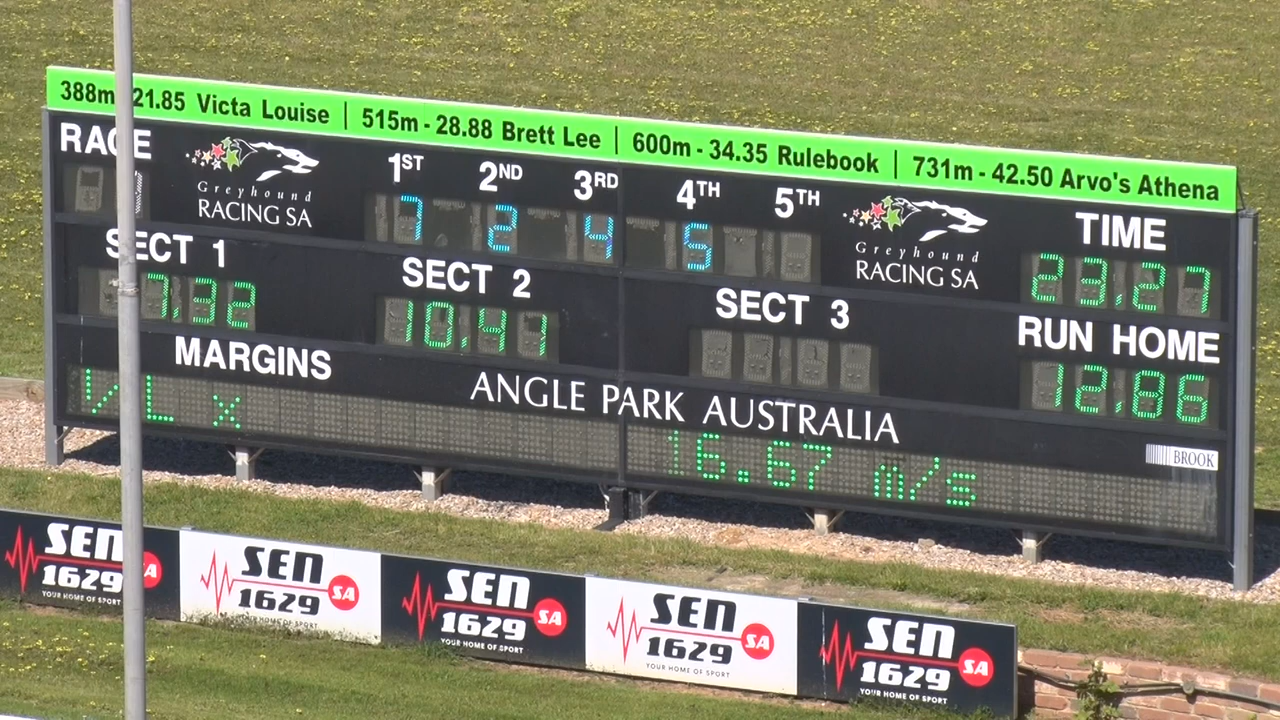 388m 21.85 Victa Louise | 515m - 28.88 Brett Lee | 600m - 34.35 Rulebook | 731m - 42.50 Arvo's Athena
RACE
Greyhound
RACING SA
1ST 2ND 3RD 4TH 5TH
7 2 4 5
Greyhound
RACING SA
TIME
23.27
SECT 1
7.32
SECT 2
10.41
SECT 3
RUN HOME
12.86
MARGINS
L x
ANGLE PARK AUSTRALIA
16.67 m/s
BROOK
SEN
1629 SA
YOUR HOME OF SPORT
SEN
1629 SA
YOUR HOME OF SPORT
SEN
1629 SA
YOUR HOME OF SPORT
SEN
1629 SA
YOUR HOME OF SPORT
SEN
1629 SA
YOUR HOME OF SPORT